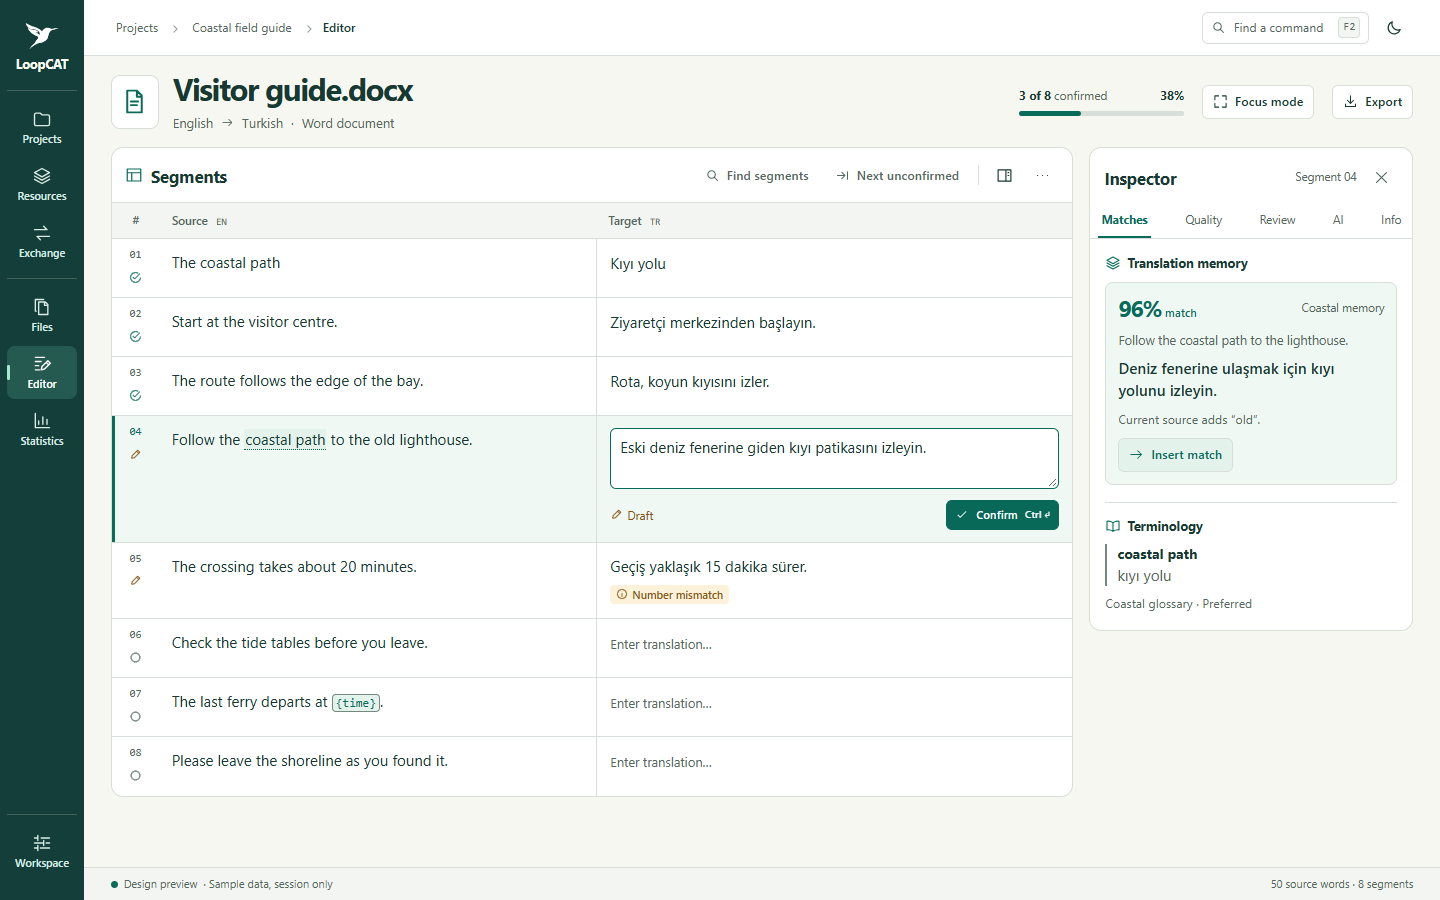 LoopCAT
Projects
Resources
Exchange
Files
Editor
Statistics
Workspace
Projects > Coastal field guide > Editor
Find a command F2
Visitor guide.docx
English → Turkish · Word document
3 of 8 confirmed 38%
Focus mode
Export
Segments
Find segments
Next unconfirmed
···
# Source EN Target TR
01 The coastal path Kıyı yolu
02 Start at the visitor centre. Ziyaretçi merkezinden başlayın.
03 The route follows the edge of the bay. Rota, koyun kıyısını izler.
04 Follow the coastal path to the old lighthouse. Eski deniz fenerine giden kıyı patikasını izleyin.
Draft
Confirm Ctrl ↵
05 The crossing takes about 20 minutes. Geçiş yaklaşık 15 dakika sürer.
Number mismatch
06 Check the tide tables before you leave. Enter translation...
07 The last ferry departs at {time}. Enter translation...
08 Please leave the shoreline as you found it. Enter translation...
Inspector Segment 04
Matches Quality Review AI Info
Translation memory
96% match Coastal memory
Follow the coastal path to the lighthouse.
Deniz fenerine ulaşmak için kıyı
yolunu izleyin.
Current source adds “old”.
→ Insert match
Terminology
coastal path
kıyı yolu
Coastal glossary · Preferred
Design preview · Sample data, session only
50 source words · 8 segments